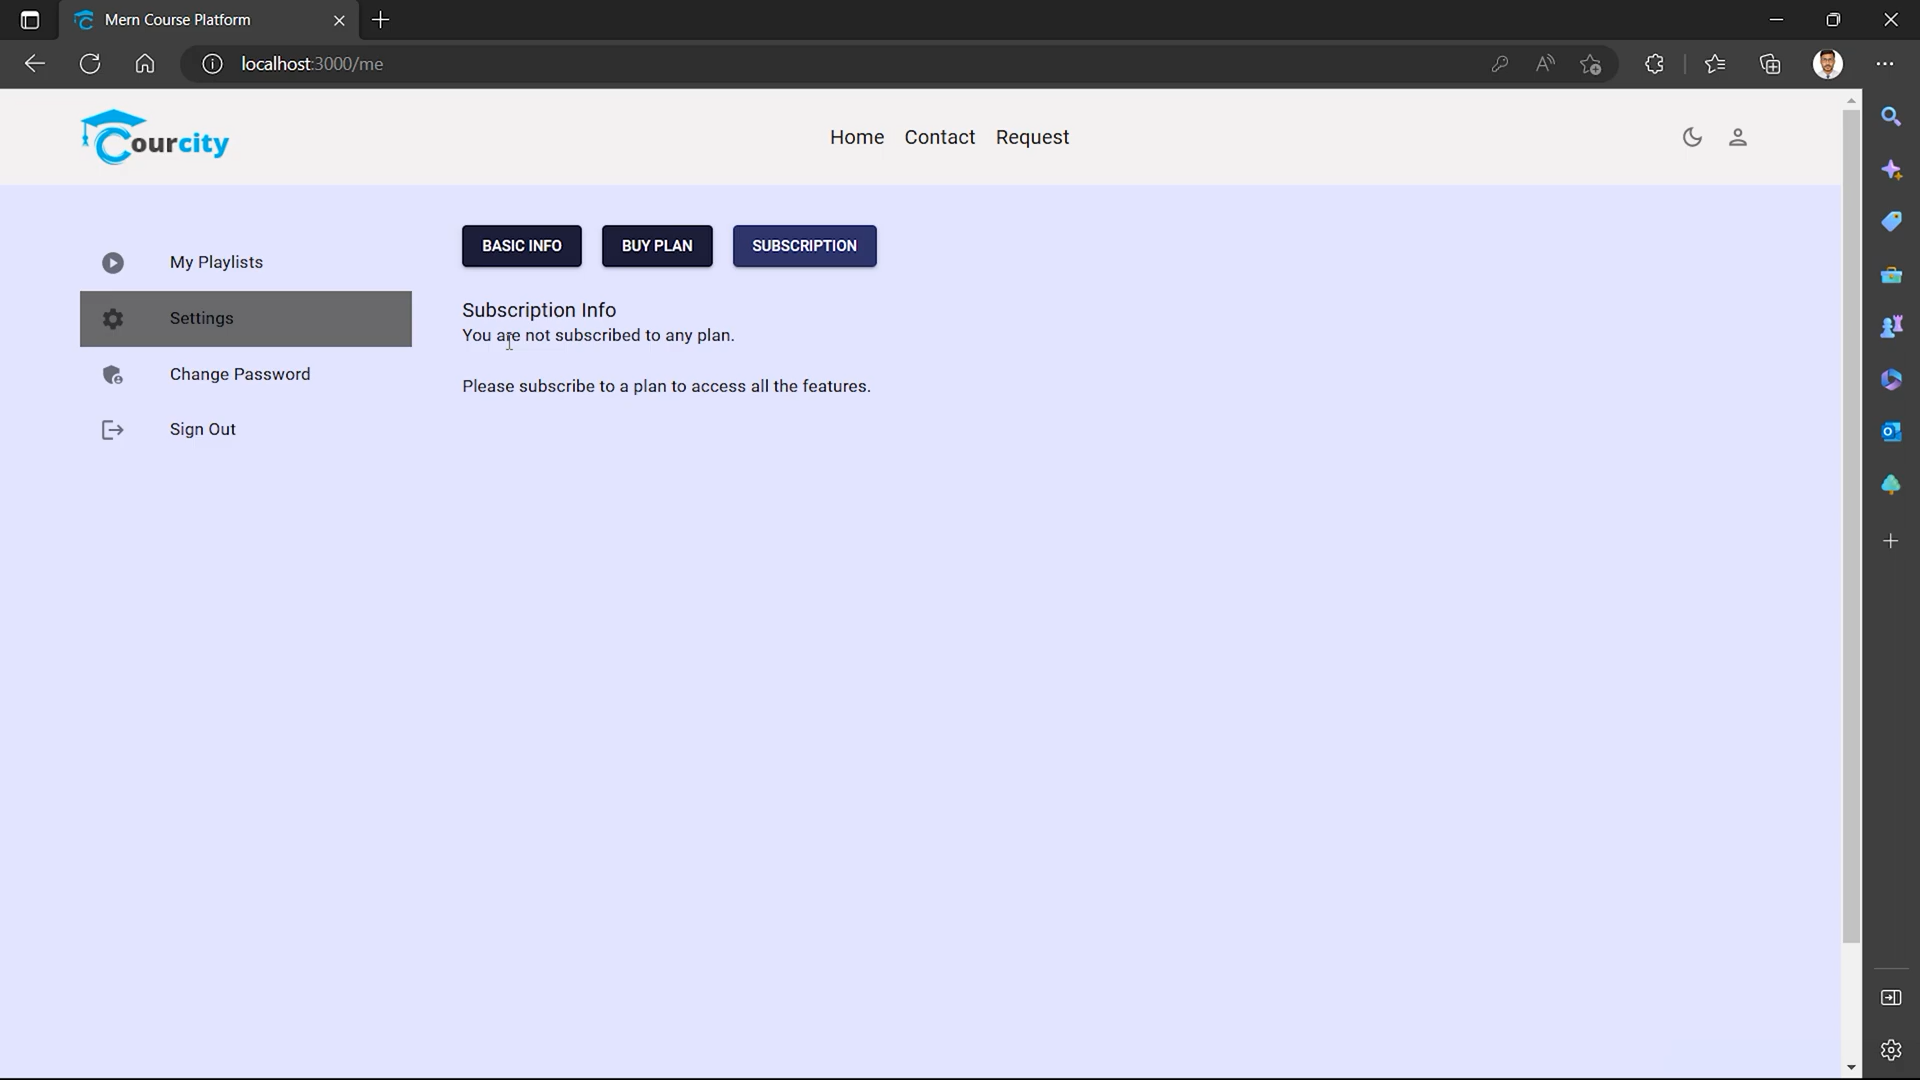 Mern Course Platform
localhost:3000/me
Courcity
Home Contact Request
BASIC INFO BUY PLAN SUBSCRIPTION
My Playlists
Settings
Change Password
Sign Out
Subscription Info
You are not subscribed to any plan.
Please subscribe to a plan to access all the features.